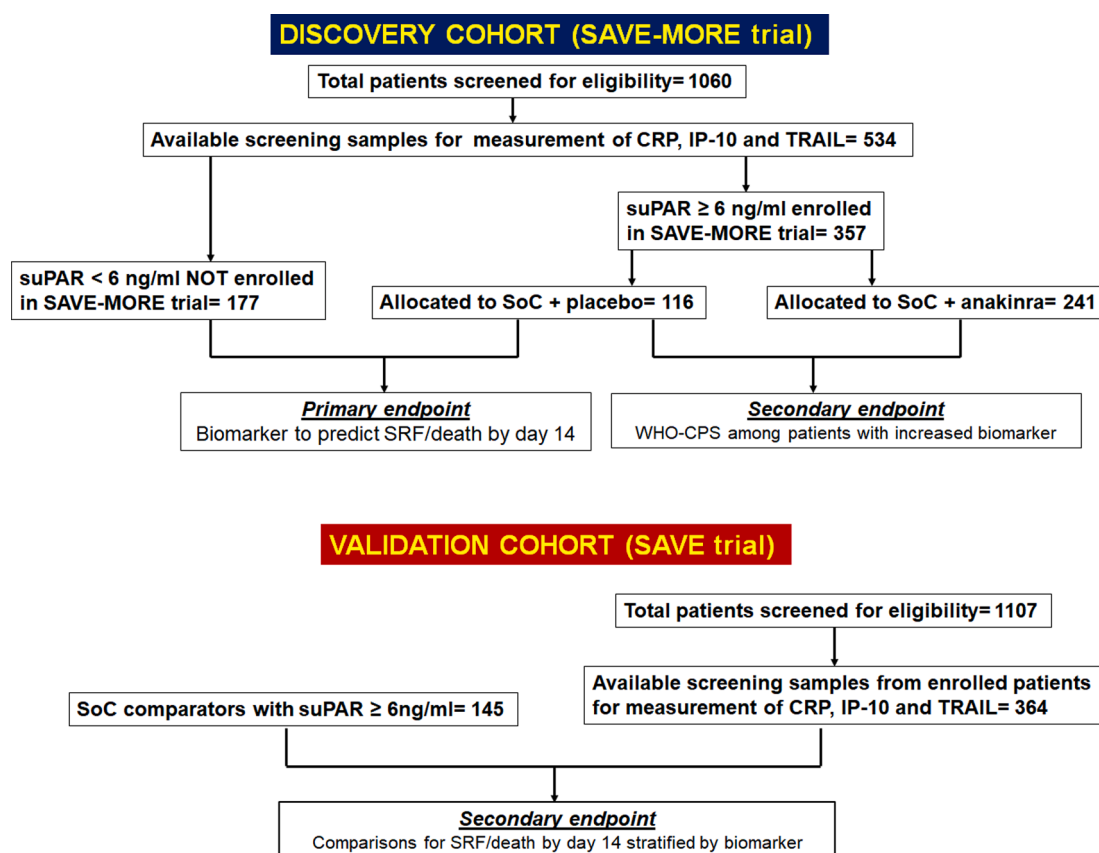 DISCOVERY COHORT (SAVE-MORE trial)
Total patients screened for eligibility= 1060
Available screening samples for measurement of CRP, IP-10 and TRAIL= 534
suPAR ≥ 6 ng/ml enrolled
in SAVE-MORE trial= 357
suPAR < 6 ng/ml NOT enrolled
in SAVE-MORE trial= 177
Allocated to SoC + placebo= 116
Allocated to SoC + anakinra= 241
Primary endpoint
Biomarker to predict SRF/death by day 14
Secondary endpoint
WHO-CPS among patients with increased biomarker
VALIDATION COHORT (SAVE trial)
Total patients screened for eligibility= 1107
Available screening samples from enrolled patients
for measurement of CRP, IP-10 and TRAIL= 364
SoC comparators with suPAR ≥ 6ng/ml= 145
Secondary endpoint
Comparisons for SRF/death by day 14 stratified by biomarker